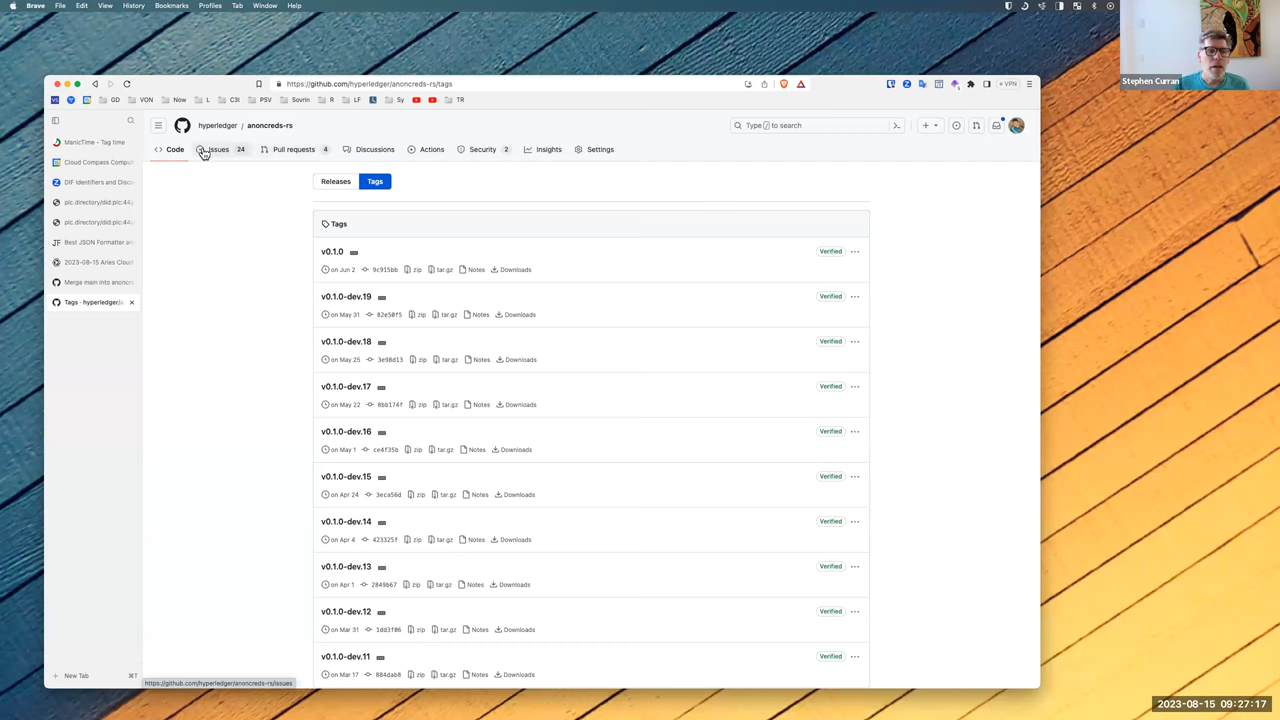 Brave File Edit View History Bookmarks Profiles Tab Window Help
Stephen Curran
https://github.com/hyperledger/anoncreds-rs/tags
VPN
GD VON Now L C3I PSV Sovrin R LF Sy TR
hyperledger / anoncreds-rs
Type / to search
Code Issues 24 Pull requests 4 Discussions Actions Security 2 Insights Settings
ManicTime - Tag time
Cloud Compass Comput
DIF Identifiers and Disco
plc.directory/did:plc:44
plc.directory/did:plc:44
Best JSON Formatter an
2023-08-15 Aries Cloud
Merge main into anoncre
Tags · hyperledger/a
Releases Tags
Tags
v0.1.0 Verified
on Jun 2 9c915bb zip tar.gz Notes Downloads
v0.1.0-dev.19 Verified
on May 31 82e50f5 zip tar.gz Notes Downloads
v0.1.0-dev.18 Verified
on May 25 3e98d13 zip tar.gz Notes Downloads
v0.1.0-dev.17 Verified
on May 22 8bb174f zip tar.gz Notes Downloads
v0.1.0-dev.16 Verified
on May 1 ce4f35b zip tar.gz Notes Downloads
v0.1.0-dev.15 Verified
on Apr 24 3eca56d zip tar.gz Notes Downloads
v0.1.0-dev.14 Verified
on Apr 4 423325f zip tar.gz Notes Downloads
v0.1.0-dev.13 Verified
on Apr 1 2849b67 zip tar.gz Notes Downloads
v0.1.0-dev.12 Verified
on Mar 31 1dd3f06 zip tar.gz Notes Downloads
v0.1.0-dev.11 Verified
on Mar 17 884dab8 zip tar.gz Notes Downloads
New Tab ⌘T
https://github.com/hyperledger/anoncreds-rs/issues
2023-08-15 09:27:17